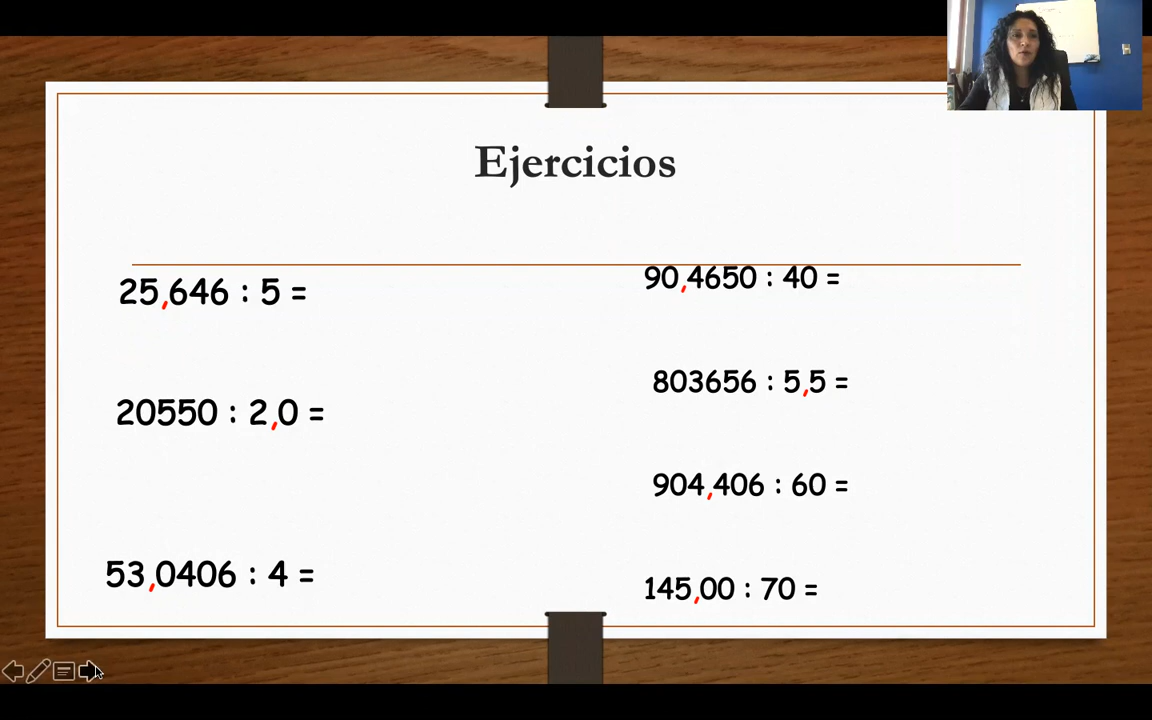 Ejercicios
25,646 : 5 =
20550 : 2,0 =
53,0406 : 4 =
90,4650 : 40 =
803656 : 5,5 =
904,406 : 60 =
145,00 : 70 =